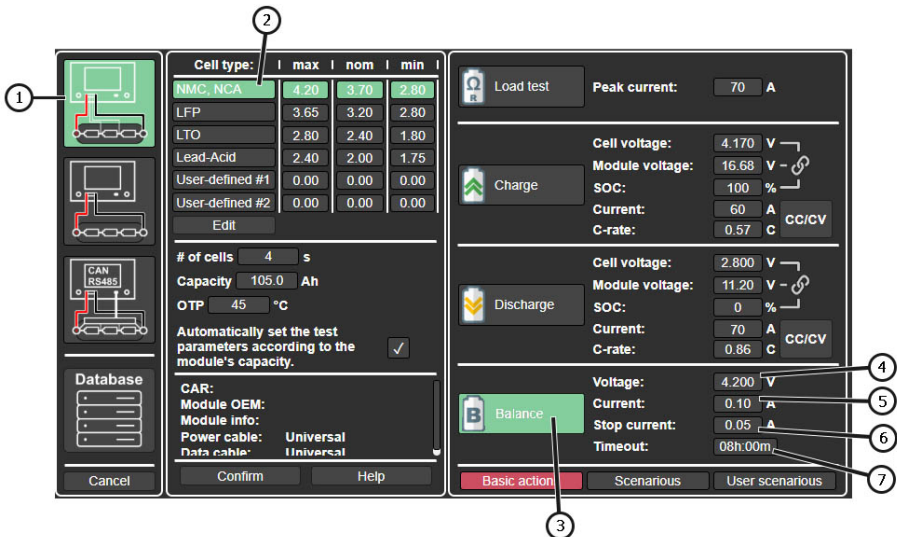 2
Cell type: max nom min
NMC, NCA 4.20 3.70 2.80
LFP 3.65 3.20 2.80
LTO 2.80 2.40 1.80
Lead-Acid 2.40 2.00 1.75
User-defined #1 0.00 0.00 0.00
User-defined #2 0.00 0.00 0.00
Edit
# of cells 4 s
Capacity 105.0 Ah
OTP 45 °C
Automatically set the test
parameters according to the
module's capacity. ✓
CAR:
Module OEM:
Module info:
Power cable: Universal
Data cable: Universal
Confirm Help
1
CAN
RS485
Database
Cancel
Ω
R
Load test Peak current: 70 A
Charge
Cell voltage: 4.170 V
Module voltage: 16.68 V
SOC: 100 %
Current: 60 A
C-rate: 0.57 C
CC/CV
Discharge
Cell voltage: 2.800 V
Module voltage: 11.20 V
SOC: 0 %
Current: 70 A
C-rate: 0.86 C
CC/CV
B
Balance
Voltage: 4.200 V
Current: 0.10 A
Stop current: 0.05 A
Timeout: 08h:00m
4
5
6
7
Basic action Scenarious User scenarious
3